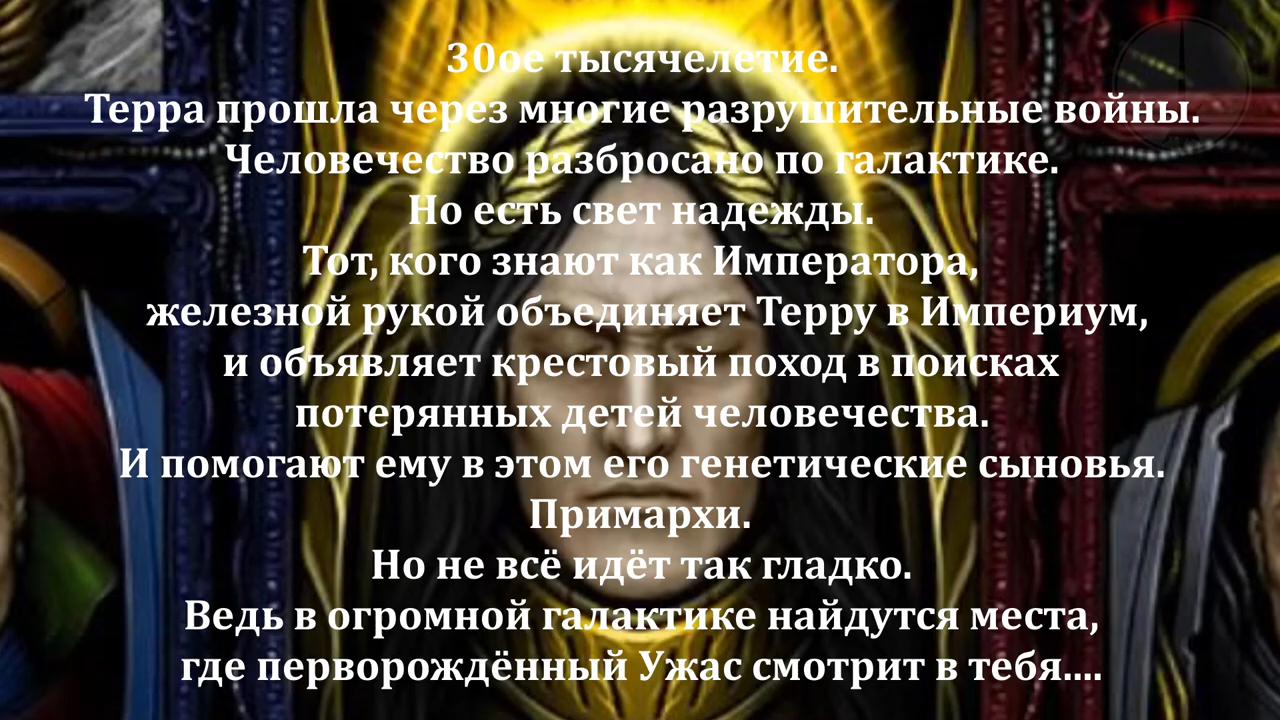 30ое тысячелетие.
Терра прошла через многие разрушительные войны.
Человечество разбросано по галактике.
Но есть свет надежды.
Тот, кого знают как Императора,
железной рукой объединяет Терру в Империум,
и объявляет крестовый поход в поисках
потерянных детей человечества.
И помогают ему в этом его генетические сыновья.
Примархи.
Но не всё идёт так гладко.
Ведь в огромной галактике найдутся места,
где перворождённый Ужас смотрит в тебя....